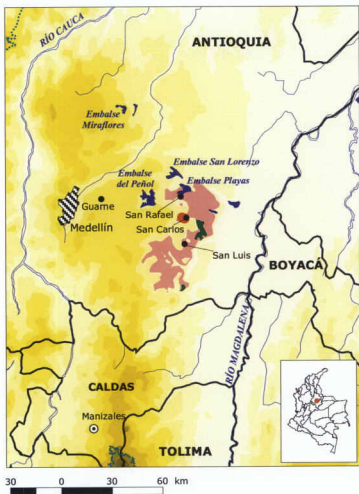 RÍO CAUCA
ANTIOQUIA
Embalse
Miraflores
Embalse San Lorenzo
Embalse
del Peñol
Embalse Playas
Guarne
San Rafael
San Carlos
Medellín
San Luis
BOYACÁ
RÍO MAGDALENA
CALDAS
Manizales
TOLIMA
30 0 30 60 km